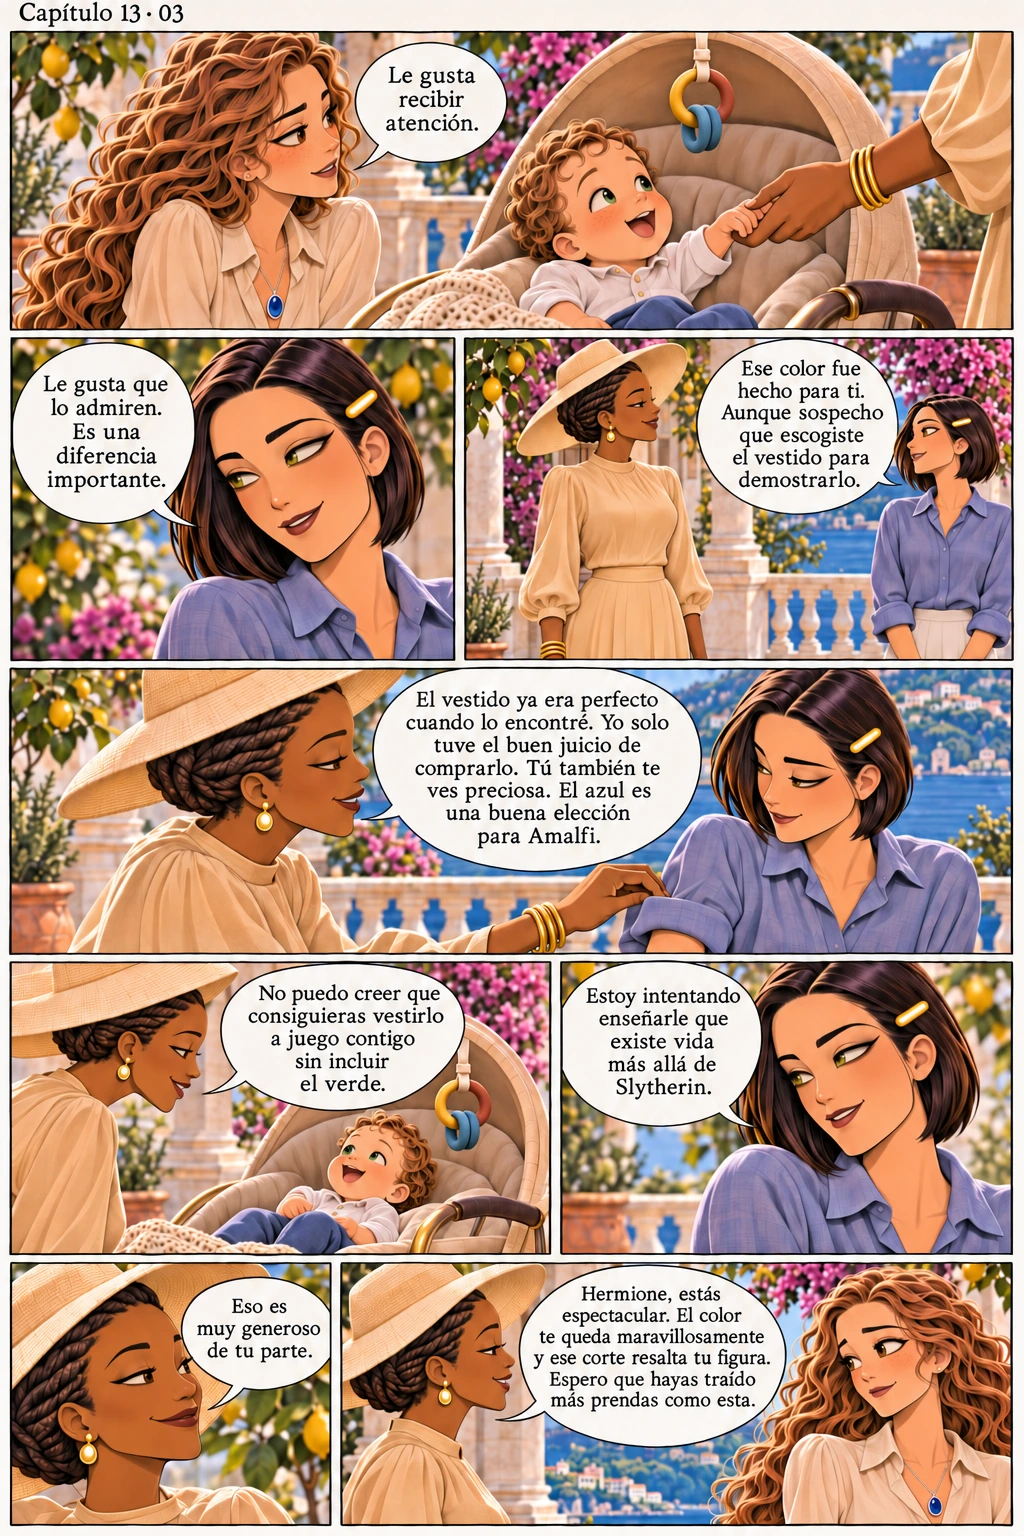 Capítulo 13 · 03
Le gusta
recibir
atención.
Le gusta que
lo admiren.
Es una
diferencia
importante.
Ese color fue
hecho para ti.
Aunque sospecho
que escogiste
el vestido para
demostrarlo.
El vestido ya era perfecto
cuando lo encontré. Yo solo
tuve el buen juicio de
comprarlo. Tú también te
ves preciosa. El azul es
una buena elección
para Amalfi.
No puedo creer que
consiguieras vestirlo
a juego contigo
sin incluir
el verde.
Estoy intentando
enseñarle que
existe vida
más allá de
Slytherin.
Eso es
muy generoso
de tu parte.
Hermione, estás
espectacular. El color
te queda maravillosamente
y ese corte resalta tu figura.
Espero que hayas traído
más prendas como esta.